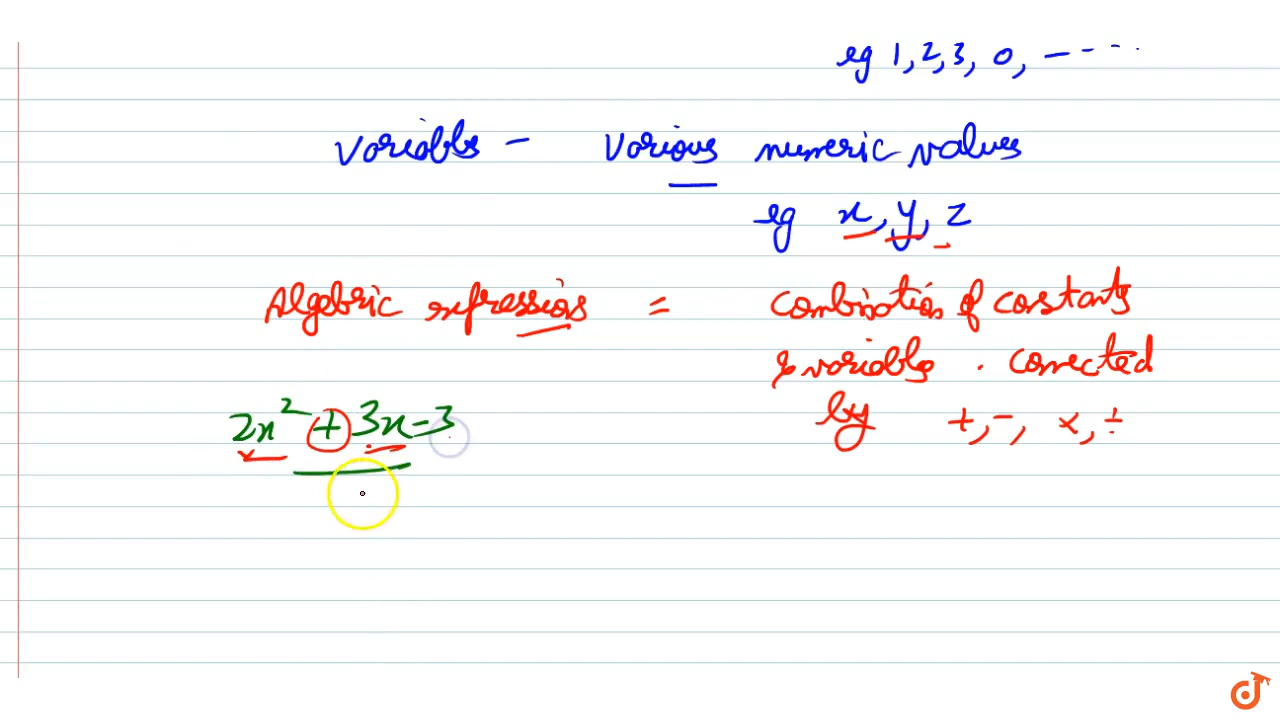 eg 1, 2, 3, 0, - - - - -
Variables - Various numeric values
eg x, y, z
Algebric expressions = Combination of constants
& variables . connected
by +, -, ×, ÷
2x² + 3x - 3